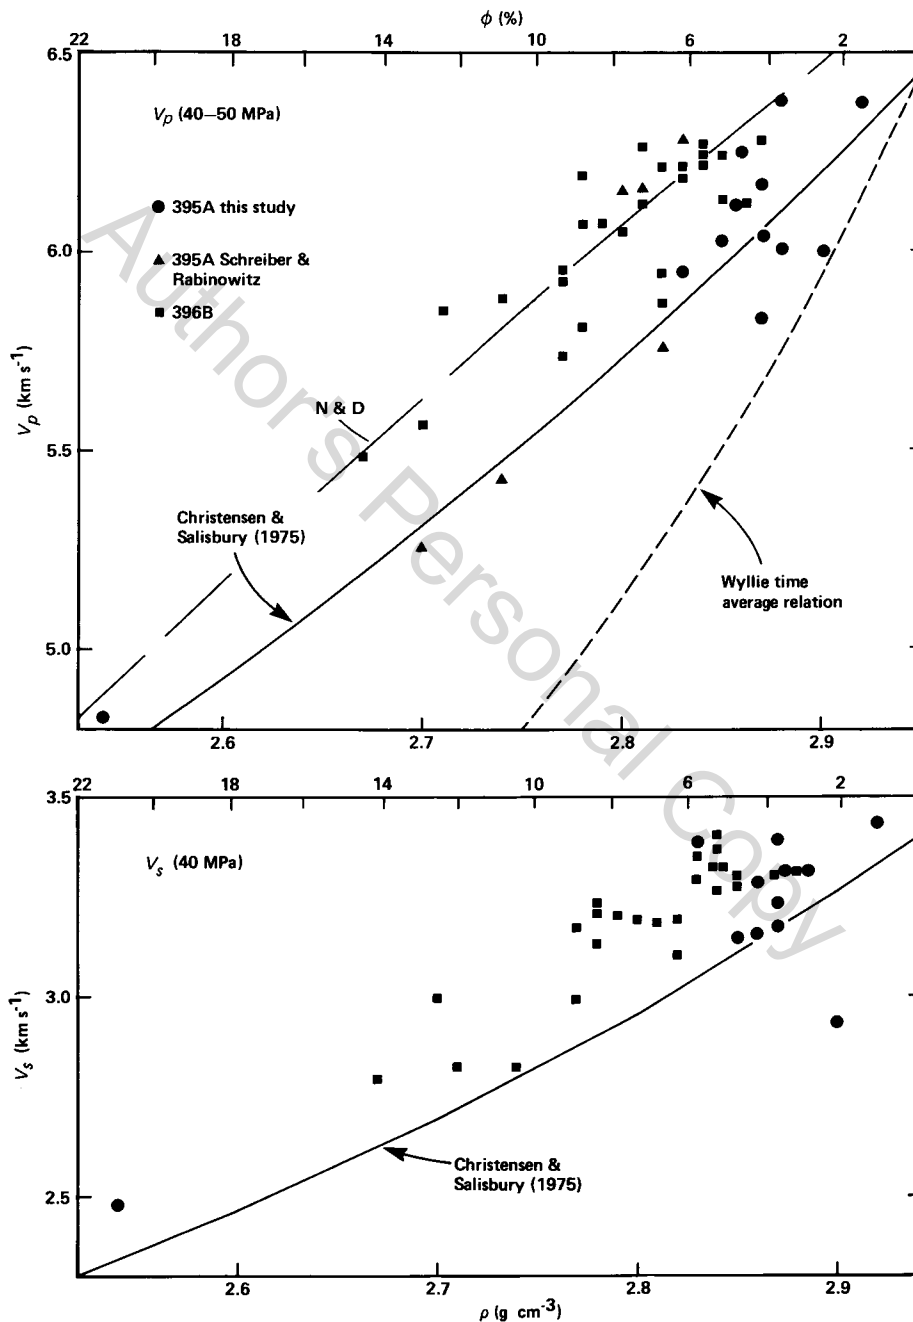 ϕ (%)
22 18 14 10 6 2
6.5
Vp (40–50 MPa)
395A this study
6.0
395A Schreiber &
Rabinowitz
396B
Vp (km s-1)
N & D
5.5
Christensen &
Salisbury (1975)
Wyllie time
average relation
5.0
2.6 2.7 2.8 2.9
22 18 14 10 6 2
3.5
Vs (40 MPa)
3.0
Vs (km s-1)
Christensen &
Salisbury (1975)
2.5
2.6 2.7 2.8 2.9
ρ (g cm-3)
Author's Personal Copy